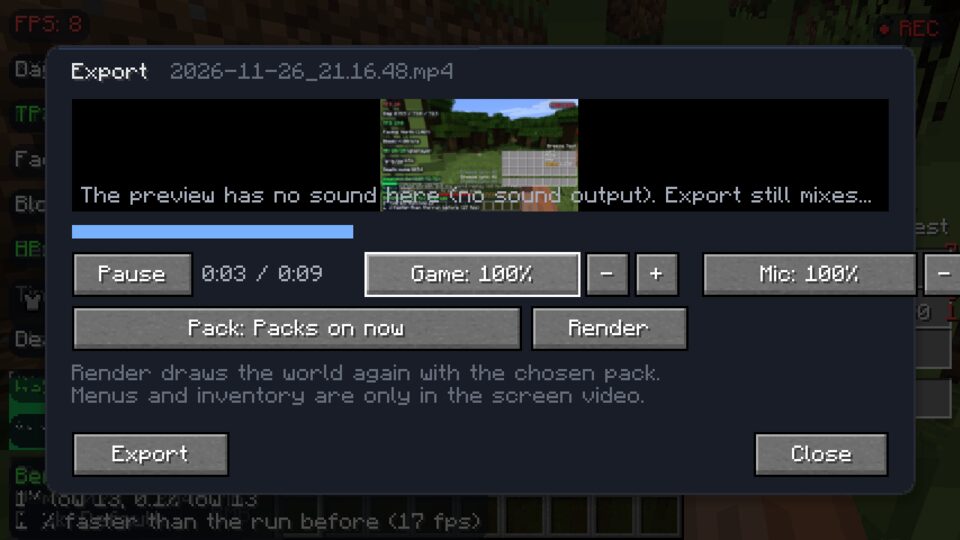 FPS: 8
REC
Export 2026-11-26_21.16.48.mp4
The preview has no sound here (no sound output). Export still mixes...
Pause 0:03 / 0:09 Game: 100% - + Mic: 100% -
Pack: Packs on now Render
Render draws the world again with the chosen pack.
Menus and inventory are only in the screen video.
Export Close
faster than the run before (17 fps)